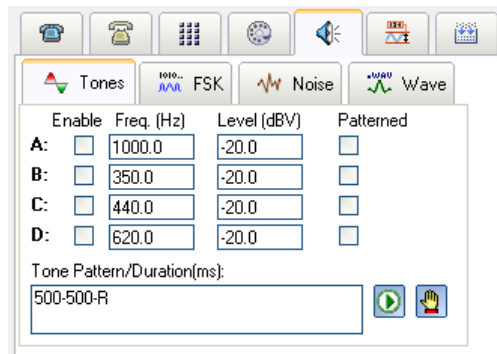 Tones FSK Noise Wave
Enable Freq. (Hz) Level (dBV) Patterned
A: 1000.0 -20.0
B: 350.0 -20.0
C: 440.0 -20.0
D: 620.0 -20.0
Tone Pattern/Duration(ms):
500-500-R